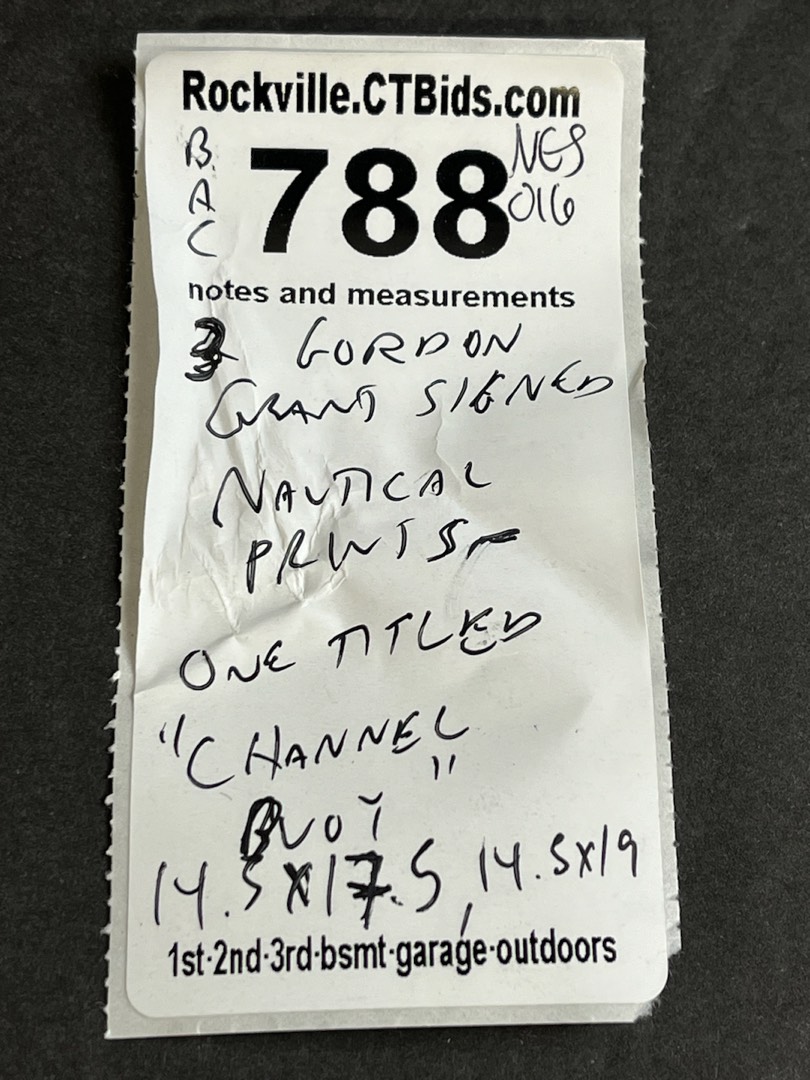 Rockville.CTBids.com
B.
A
C
788
NES
016
notes and measurements
GORDON
GRANT SIGNED
NAUTICAL
PRINTS-
ONE TITLED
"CHANNEL
BUOY"
14.5X17.5, 14.5X19
1st·2nd·3rd·bsmt·garage·outdoors